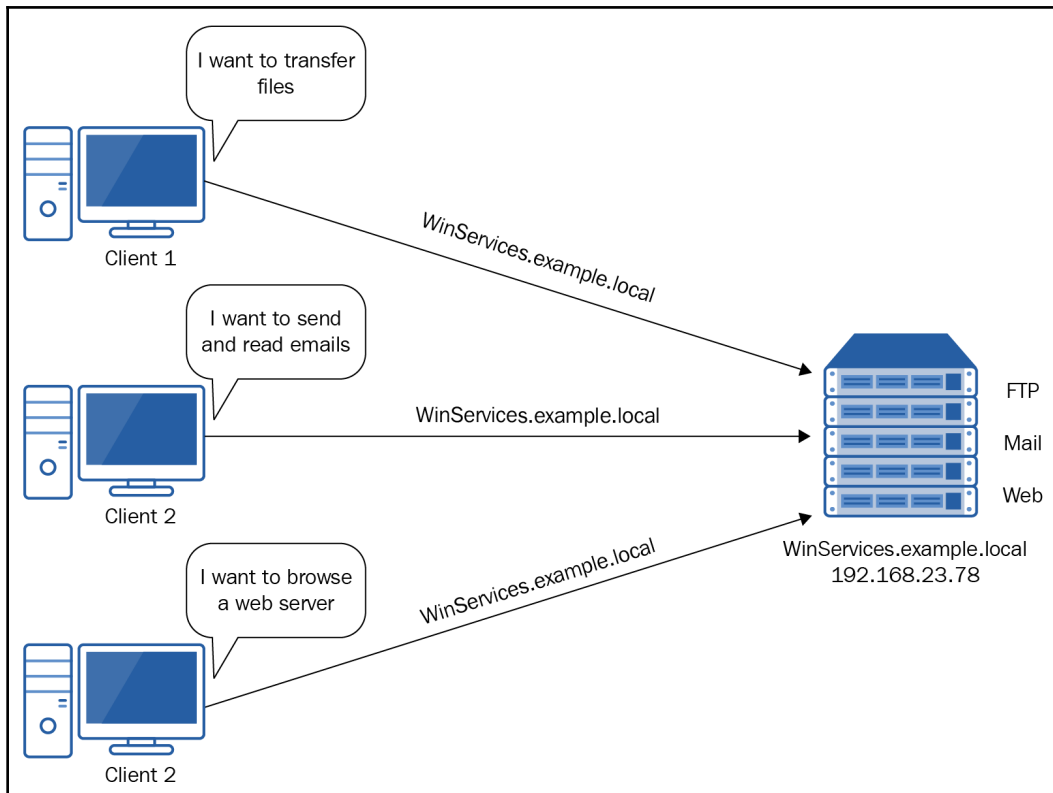 I want to transfer
files
Client 1
WinServices.example.local
I want to send
and read emails
Client 2
WinServices.example.local
I want to browse
a web server
Client 2
WinServices.example.local
FTP
Mail
Web
WinServices.example.local
192.168.23.78